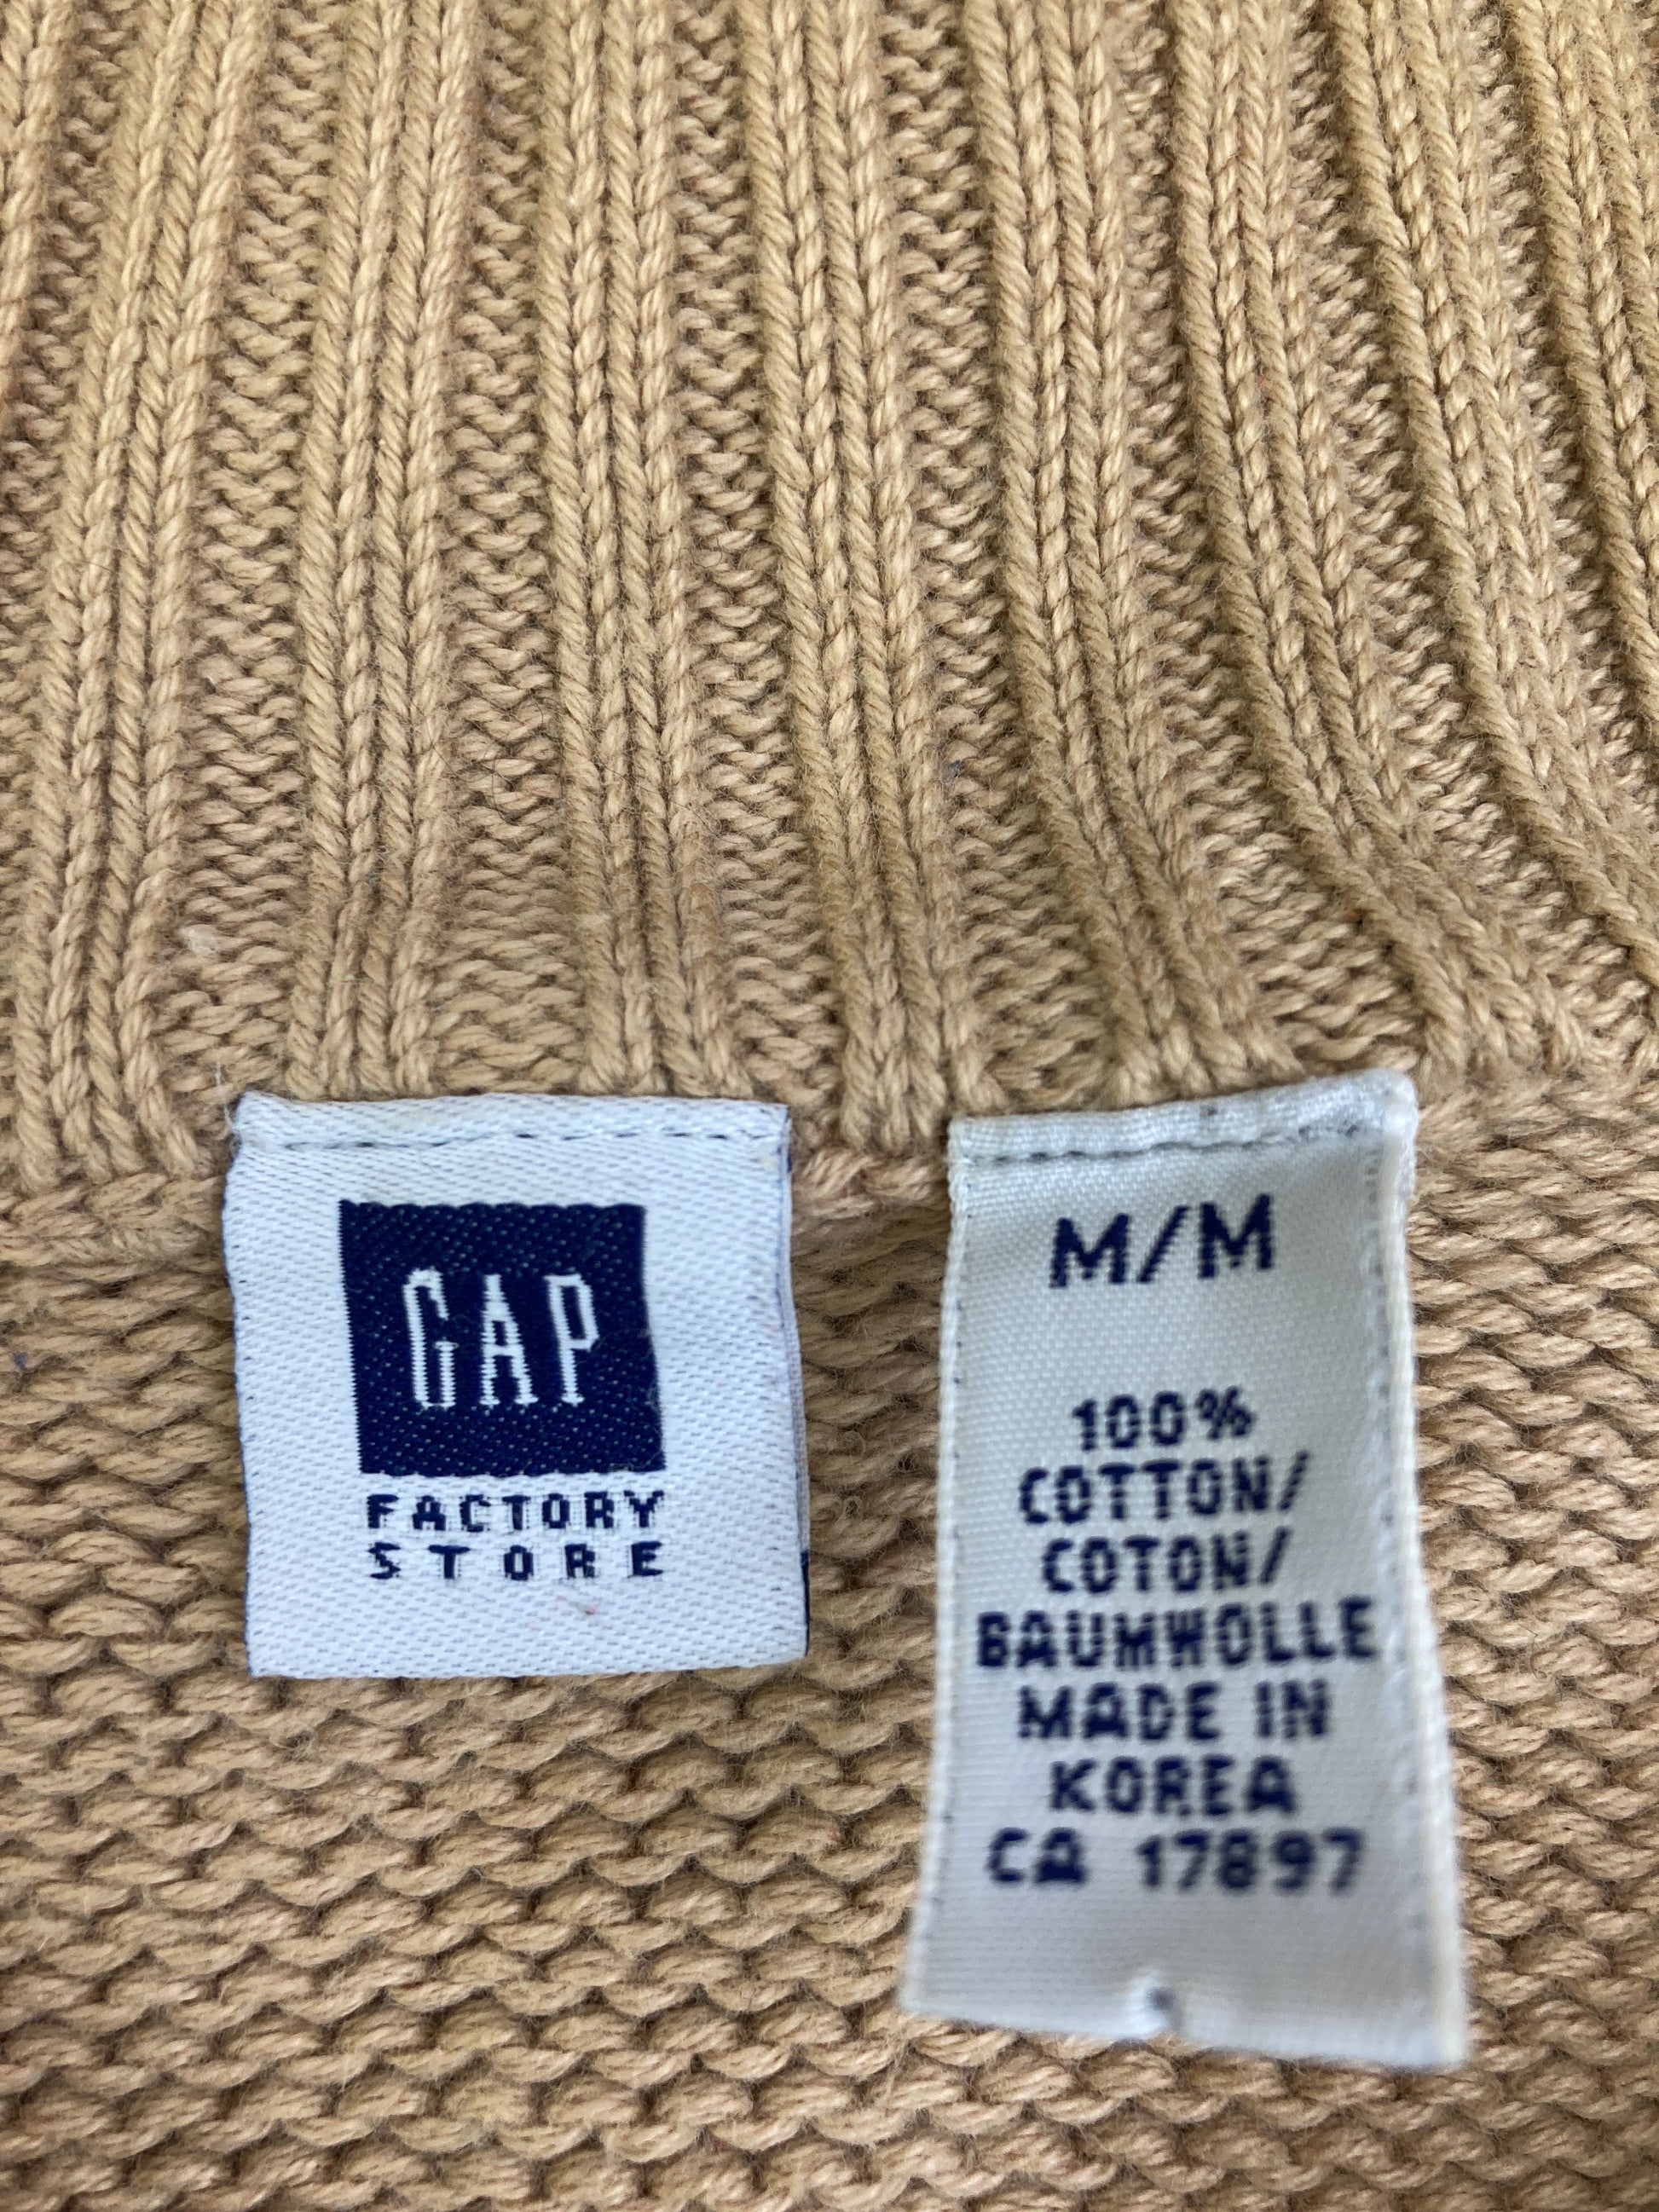 GAP
FACTORY
STORE
M/M
100%
COTTON/
COTON/
BAUMWOLLE
MADE IN
KOREA
CA 17897